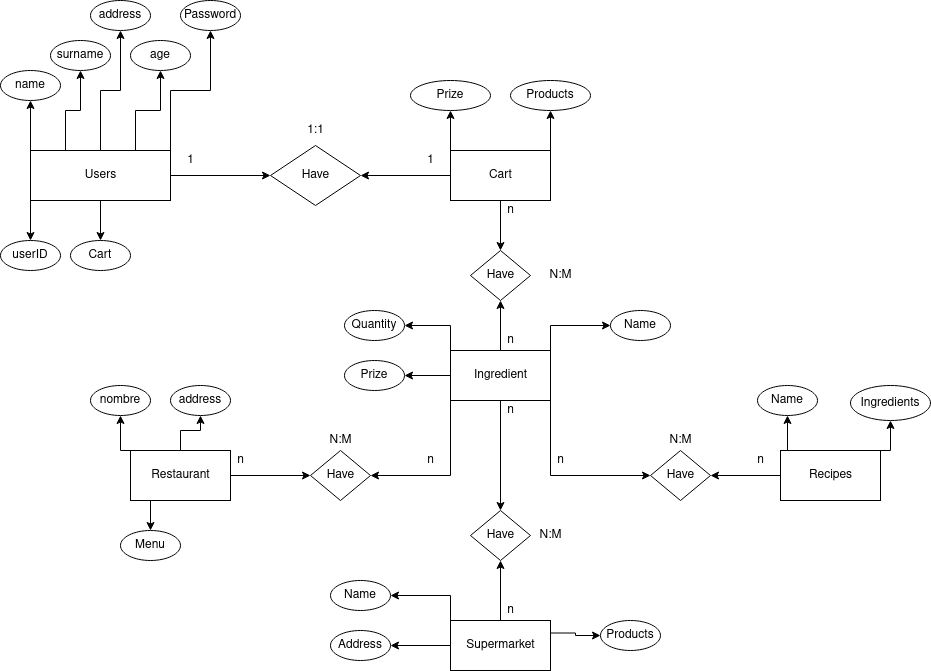 address
Password
surname
age
name
Prize
Products
1:1
1
1
Users
Have
Cart
n
userID
Cart
Have
N:M
Quantity
Name
n
Prize
Ingredient
nombre
address
Name
Ingredients
n
N:M
N:M
n
n
n
n
Restaurant
Have
Have
Recipes
Menu
Have
N:M
Name
n
Products
Address
Supermarket